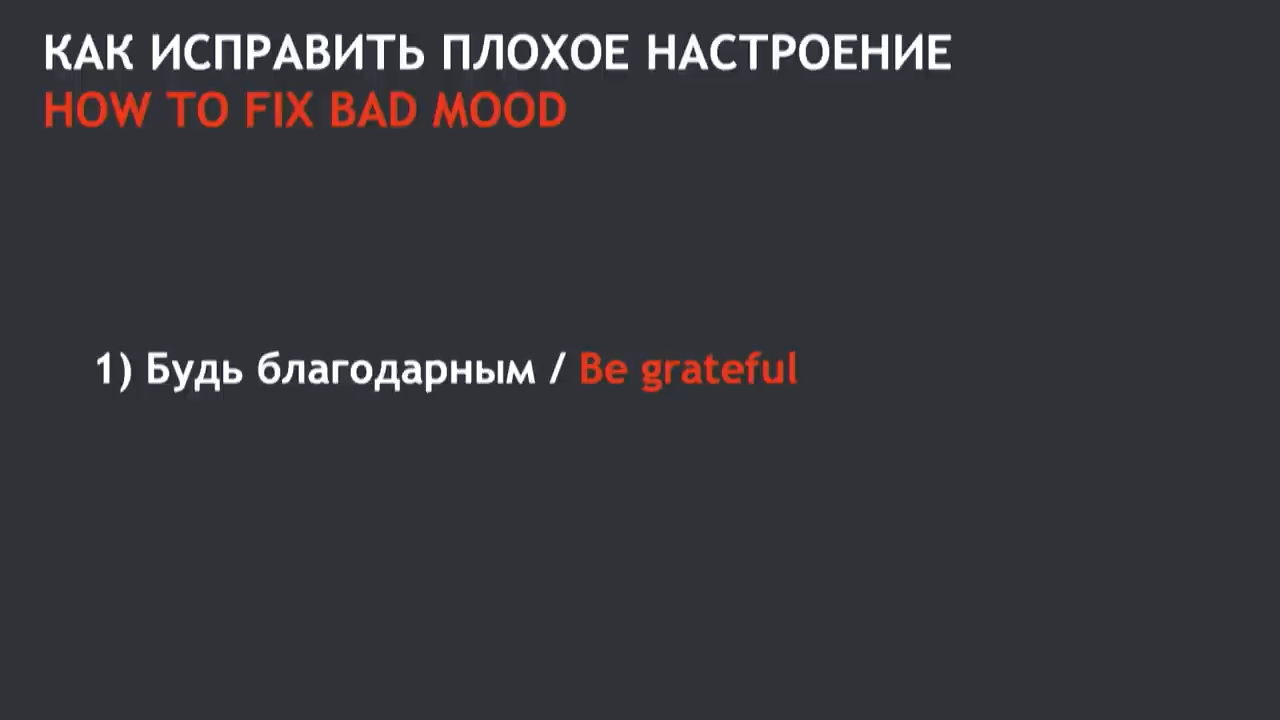 КАК ИСПРАВИТЬ ПЛОХОЕ НАСТРОЕНИЕ
HOW TO FIX BAD MOOD
1) Будь благодарным / Be grateful